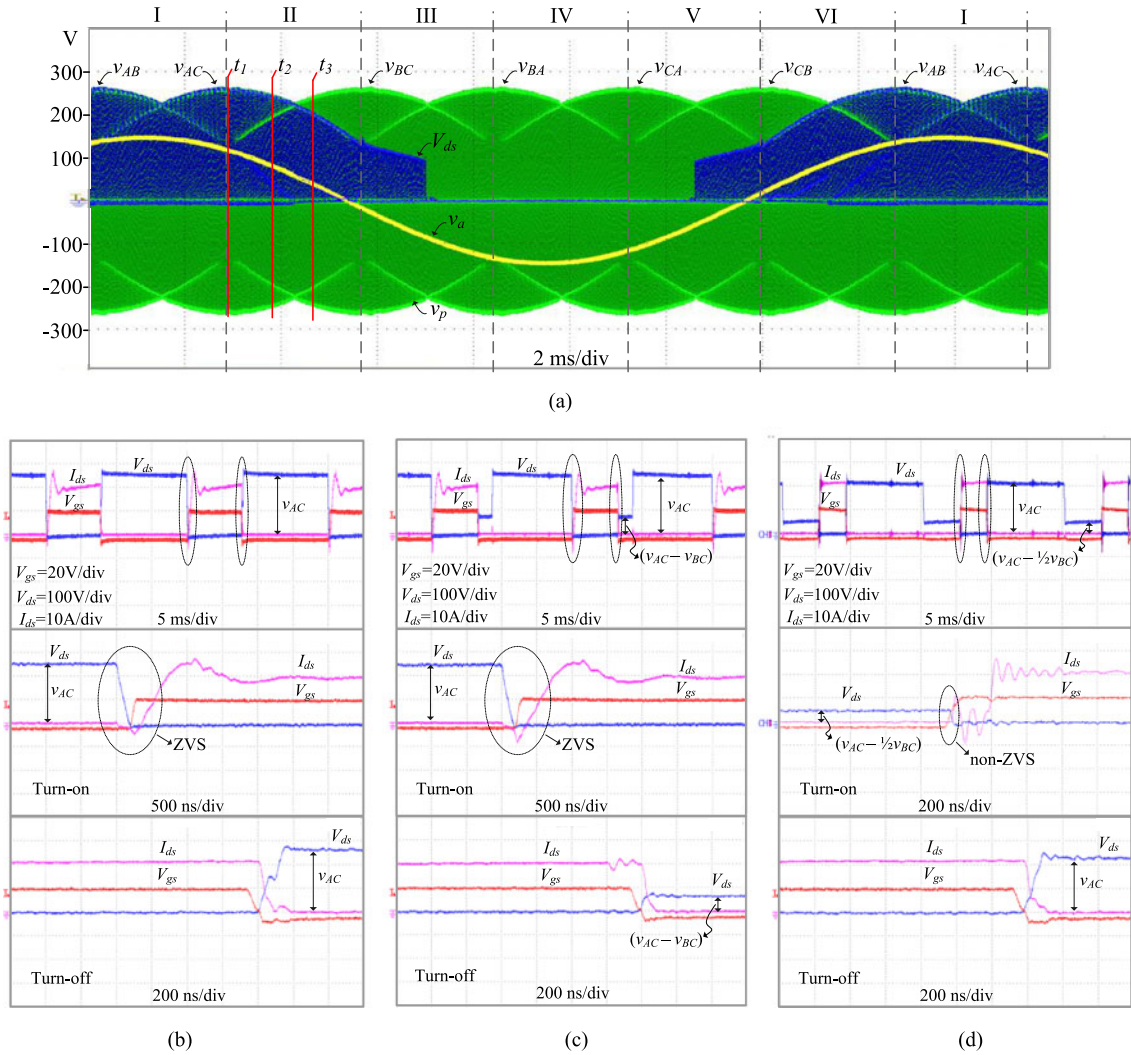 I II III IV V VI I
V
300
200
100
0
-100
-200
-300
vAB vAC t1 t2 t3 vBC vBA vCA vCB vAB vAC
Vds
va
vp
2 ms/div
(a)
Ids Vds
Vgs
vAC
Vgs=20V/div
Vds=100V/div
Ids=10A/div
5 ms/div
Vds
Ids
Vgs
vAC
ZVS
Turn-on
500 ns/div
Vds
Ids
Vgs
vAC
Turn-off
200 ns/div
(b)
Ids Vds
Vgs
vAC
(vAC− vBC)
Vgs=20V/div
Vds=100V/div
Ids=10A/div
5 ms/div
Vds
Ids
Vgs
vAC
ZVS
Turn-on
500 ns/div
Ids
Vgs
Vds
(vAC− vBC)
Turn-off
200 ns/div
(c)
Ids Vds
Vgs
vAC
(vAC− ½vBC)
Vgs=20V/div
Vds=100V/div
Ids=10A/div
5 ms/div
Ids
Vgs
Vds
(vAC− ½vBC)
non-ZVS
Turn-on
200 ns/div
Ids
Vds
Vgs
vAC
Turn-off
200 ns/div
(d)